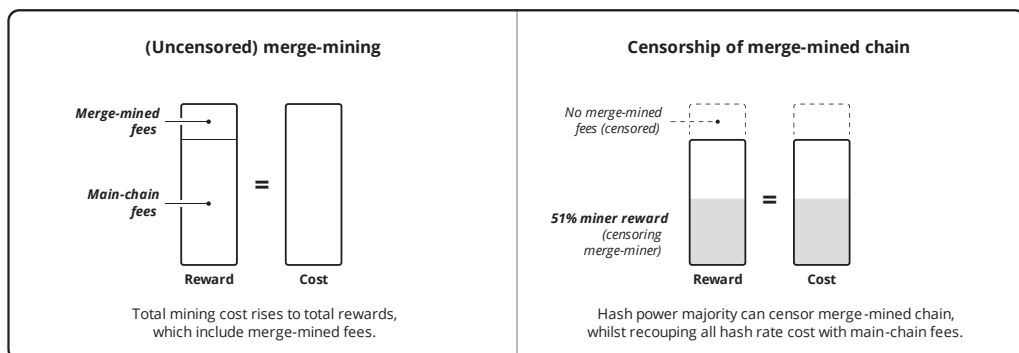 (Uncensored) merge-mining
Merge-mined
fees
Main-chain
fees
=
Reward
Cost
Total mining cost rises to total rewards,
which include merge-mined fees.
Censorship of merge-mined chain
No merge-mined
fees (censored)
51% miner reward
(censoring
merge-miner)
=
Reward
Cost
Hash power majority can censor merge-mined chain,
whilst recouping all hash rate cost with main-chain fees.